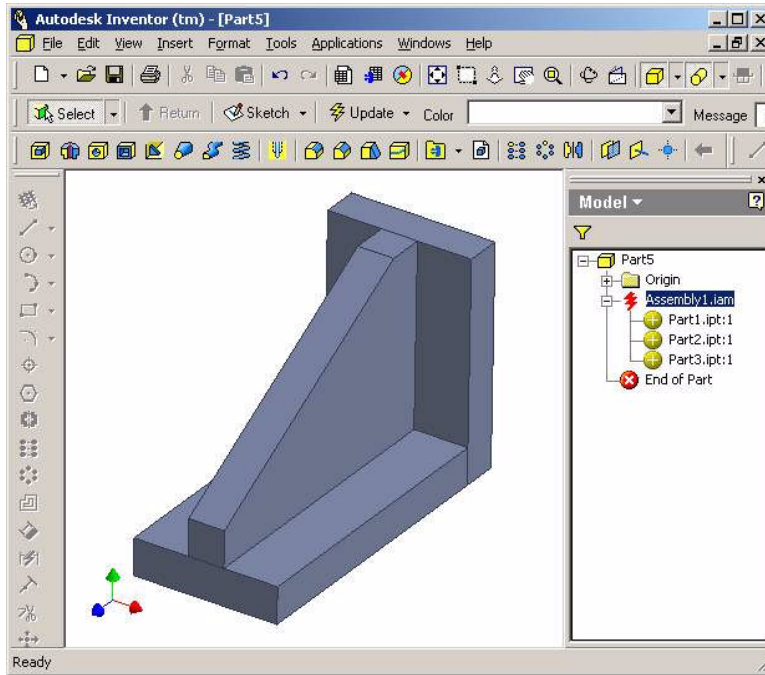 Autodesk Inventor (tm) - [Part5]
File Edit View Insert Format Tools Applications Windows Help
Select Return Sketch Update Color Message
Model
Part5
Origin
Assembly1.iam
Part1.ipt:1
Part2.ipt:1
Part3.ipt:1
End of Part
Ready